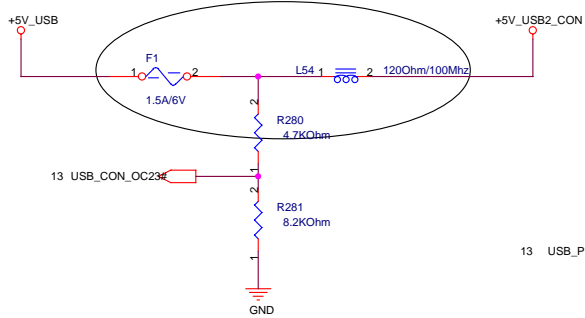 +5V_USB
+5V_USB2_CON
F1
1 2
1.5A/6V
L54 1 2 120Ohm/100Mhz
2
R280
4.7KOhm
1
13 USB_CON_OC23#
2
R281
8.2KOhm
1
GND
13 USB_P